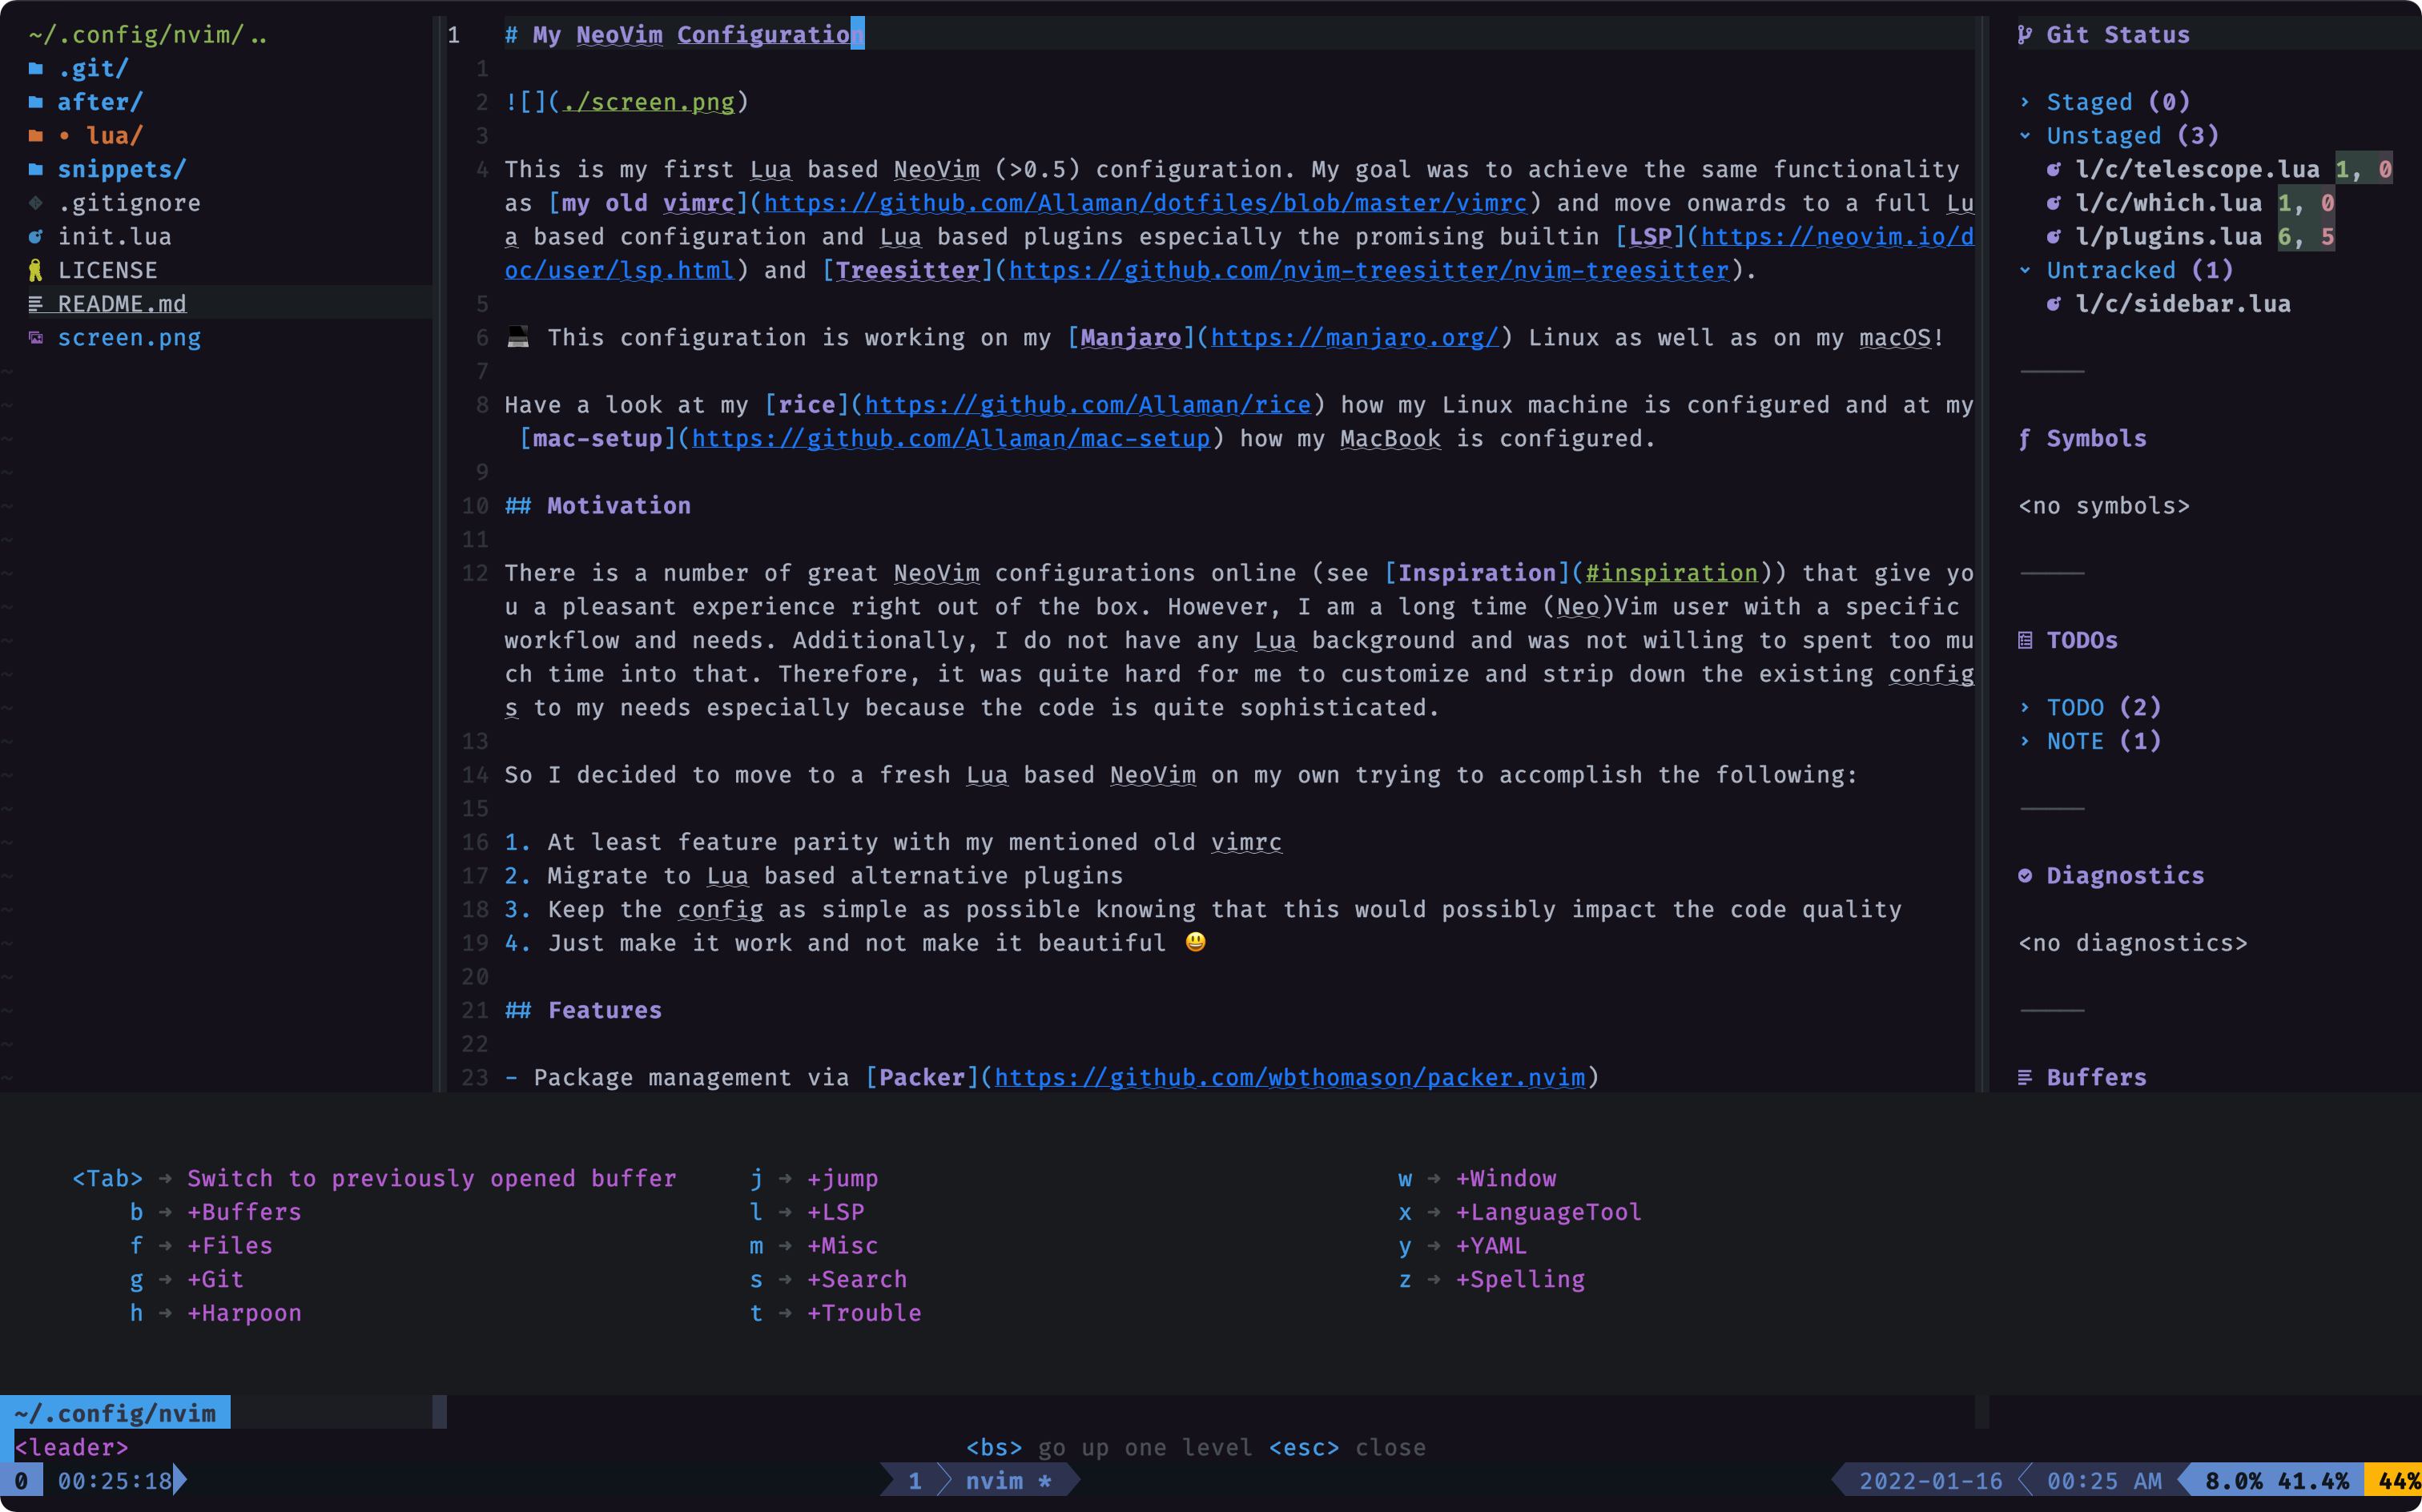 ~/.config/nvim/..
.git/
after/
• lua/
snippets/
.gitignore
init.lua
LICENSE
README.md
screen.png
1 # My NeoVim Configuration
1
2 ![](./screen.png)
3
4 This is my first Lua based NeoVim (>0.5) configuration. My goal was to achieve the same functionality
as [my old vimrc](https://github.com/Allaman/dotfiles/blob/master/vimrc) and move onwards to a full Lu
a based configuration and Lua based plugins especially the promising builtin [LSP](https://neovim.io/d
oc/user/lsp.html) and [Treesitter](https://github.com/nvim-treesitter/nvim-treesitter).
5
6 💻 This configuration is working on my [Manjaro](https://manjaro.org/) Linux as well as on my macOS!
7
8 Have a look at my [rice](https://github.com/Allaman/rice) how my Linux machine is configured and at my
[mac-setup](https://github.com/Allaman/mac-setup) how my MacBook is configured.
9
10 ## Motivation
11
12 There is a number of great NeoVim configurations online (see [Inspiration](#inspiration)) that give yo
u a pleasant experience right out of the box. However, I am a long time (Neo)Vim user with a specific
workflow and needs. Additionally, I do not have any Lua background and was not willing to spent too mu
ch time into that. Therefore, it was quite hard for me to customize and strip down the existing config
s to my needs especially because the code is quite sophisticated.
13
14 So I decided to move to a fresh Lua based NeoVim on my own trying to accomplish the following:
15
16 1. At least feature parity with my mentioned old vimrc
17 2. Migrate to Lua based alternative plugins
18 3. Keep the config as simple as possible knowing that this would possibly impact the code quality
19 4. Just make it work and not make it beautiful 😃
20
21 ## Features
22
23 - Package management via [Packer](https://github.com/wbthomason/packer.nvim)
Git Status
Staged (0)
Unstaged (3)
l/c/telescope.lua 1, 0
l/c/which.lua 1, 0
l/plugins.lua 6, 5
Untracked (1)
l/c/sidebar.lua
Symbols
<no symbols>
TODOs
TODO (2)
NOTE (1)
Diagnostics
<no diagnostics>
Buffers
<Tab> → Switch to previously opened buffer
b → +Buffers
f → +Files
g → +Git
h → +Harpoon
j → +jump
l → +LSP
m → +Misc
s → +Search
t → +Trouble
w → +Window
x → +LanguageTool
y → +YAML
z → +Spelling
~/.config/nvim
<leader>
<bs> go up one level <esc> close
0 00:25:18
1 nvim *
2022-01-16 00:25 AM 8.0% 41.4% 44%